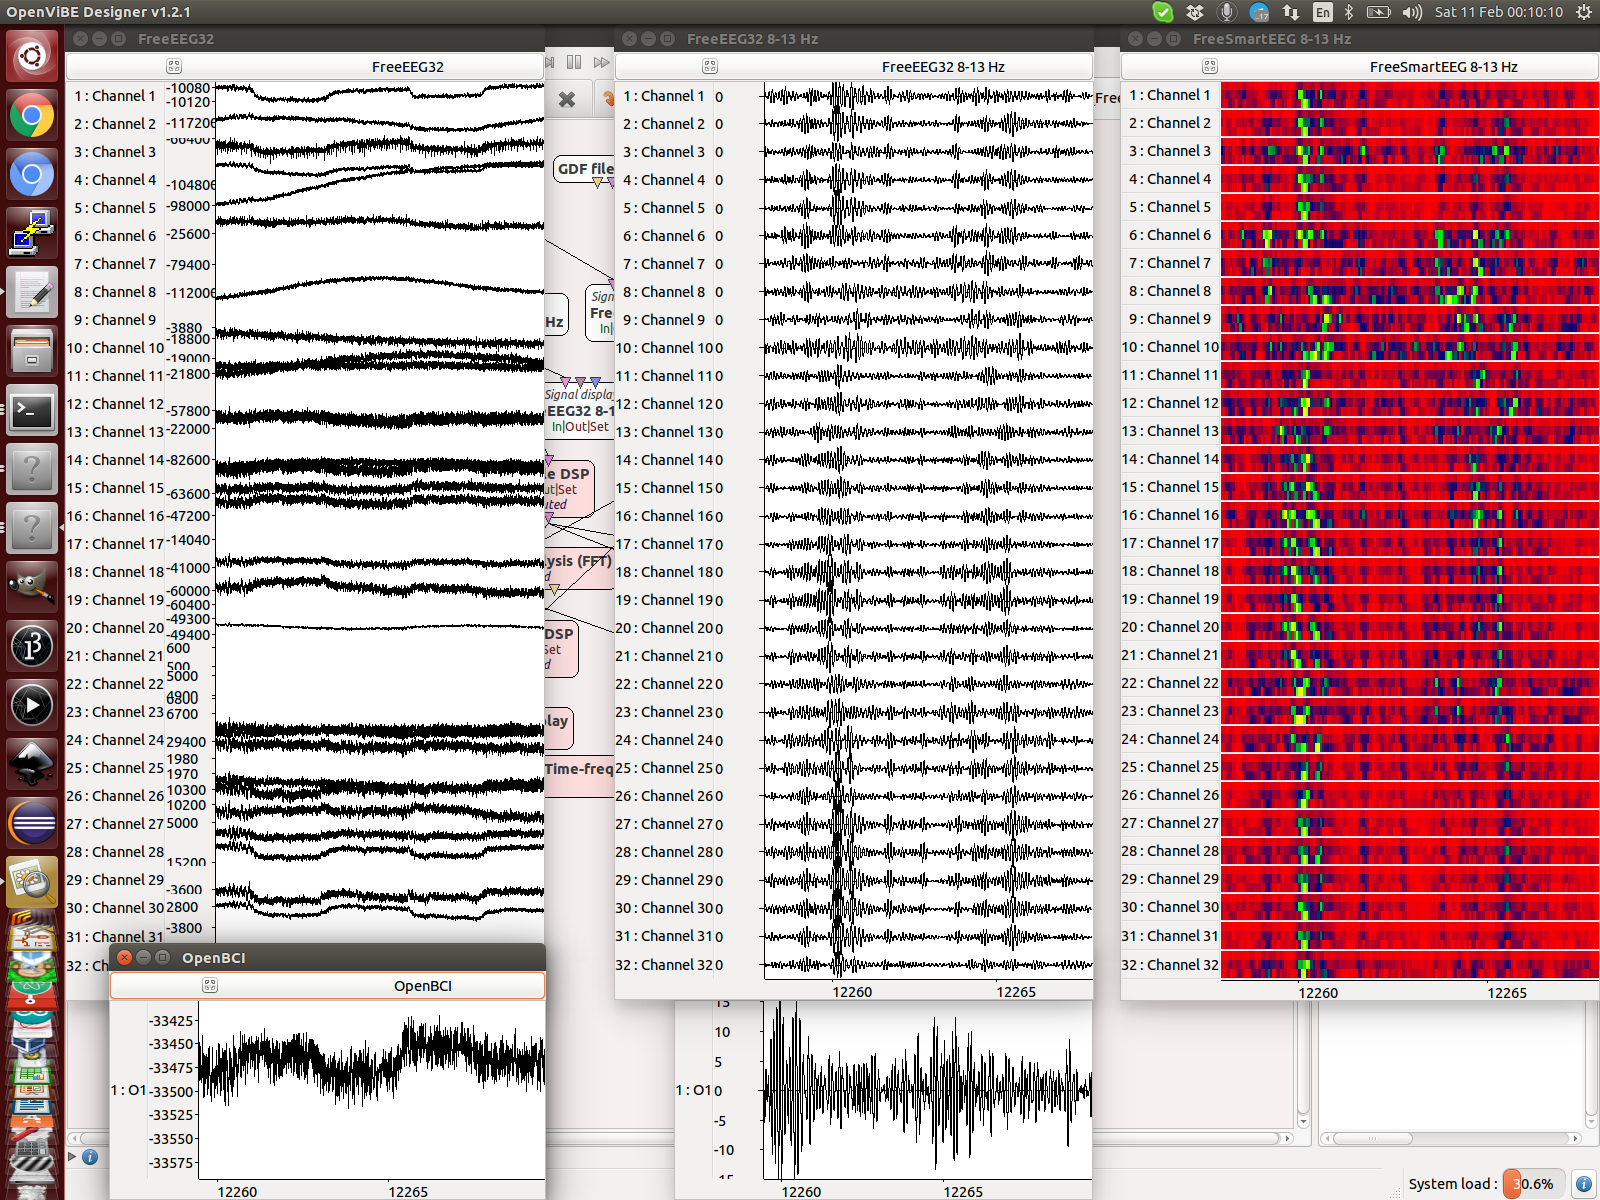 OpenViBE Designer v1.2.1
En
Sat 11 Feb 00:10:10
FreeEEG32
FreeEEG32
1 : Channel 1
2 : Channel 2
3 : Channel 3
4 : Channel 4
5 : Channel 5
6 : Channel 6
7 : Channel 7
8 : Channel 8
9 : Channel 9
10 : Channel 10
11 : Channel 11
12 : Channel 12
13 : Channel 13
14 : Channel 14
15 : Channel 15
16 : Channel 16
17 : Channel 17
18 : Channel 18
19 : Channel 19
20 : Channel 20
21 : Channel 21
22 : Channel 22
23 : Channel 23
24 : Channel 24
25 : Channel 25
26 : Channel 26
27 : Channel 27
28 : Channel 28
29 : Channel 29
30 : Channel 30
31 : Channel 31
32 : Ch
-10080
-10120
-117206
-104806
-98000
-25600
-79400
-112006
-3880
-18800
-19000
-21800
-57800
-22000
-82600
-63600
-47200
-14040
-41000
-60000
-60400
-49300
-49400
600
500
5000
4900
6800
6700
29400
1980
1970
10300
10200
5000
15200
-3600
2800
-3800
GDF file
Hz
Sign
Fre
In|
Signal display
EEG32 8-1
In|Out|Set
le DSP
ut|Set
uted
lysis (FFT)
d
DSP
Set
d
lay
Time-freq
Free
FreeEEG32 8-13 Hz
FreeEEG32 8-13 Hz
1 : Channel 1 0
2 : Channel 2 0
3 : Channel 3 0
4 : Channel 4 0
5 : Channel 5 0
6 : Channel 6 0
7 : Channel 7 0
8 : Channel 8 0
9 : Channel 9 0
10 : Channel 10 0
11 : Channel 11 0
12 : Channel 12 0
13 : Channel 13 0
14 : Channel 14 0
15 : Channel 15 0
16 : Channel 16 0
17 : Channel 17 0
18 : Channel 18 0
19 : Channel 19 0
20 : Channel 20 0
21 : Channel 21 0
22 : Channel 22 0
23 : Channel 23 0
24 : Channel 24 0
25 : Channel 25 0
26 : Channel 26 0
27 : Channel 27 0
28 : Channel 28 0
29 : Channel 29 0
30 : Channel 30 0
31 : Channel 31 0
32 : Channel 32 0
12260 12265
FreeSmartEEG 8-13 Hz
FreeSmartEEG 8-13 Hz
1 : Channel 1
2 : Channel 2
3 : Channel 3
4 : Channel 4
5 : Channel 5
6 : Channel 6
7 : Channel 7
8 : Channel 8
9 : Channel 9
10 : Channel 10
11 : Channel 11
12 : Channel 12
13 : Channel 13
14 : Channel 14
15 : Channel 15
16 : Channel 16
17 : Channel 17
18 : Channel 18
19 : Channel 19
20 : Channel 20
21 : Channel 21
22 : Channel 22
23 : Channel 23
24 : Channel 24
25 : Channel 25
26 : Channel 26
27 : Channel 27
28 : Channel 28
29 : Channel 29
30 : Channel 30
31 : Channel 31
32 : Channel 32
12260 12265
OpenBCI
OpenBCI
-33425
-33450
-33475
1 : O1 -33500
-33525
-33550
-33575
12260 12265
15
10
5
1 : O1 0
-5
-10
-15
12260 12265
System load : 30.6%